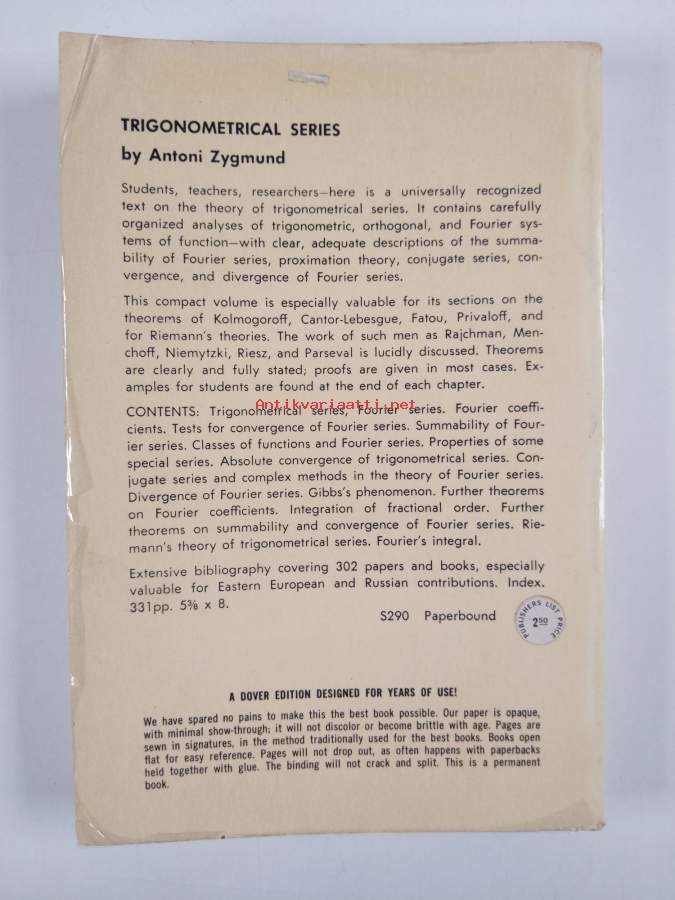 TRIGONOMETRICAL SERIES
by Antoni Zygmund
Students, teachers, researchers—here is a universally recognized
text on the theory of trigonometrical series. It contains carefully
organized analyses of trigonometric, orthogonal, and Fourier sys-
tems of function—with clear, adequate descriptions of the summa-
bility of Fourier series, proximation theory, conjugate series, con-
vergence, and divergence of Fourier series.
This compact volume is especially valuable for its sections on the
theorems of Kolmogoroff, Cantor-Lebesgue, Fatou, Privaloff, and
for Riemann's theories. The work of such men as Rajchman, Men-
choff, Niemytzki, Riesz, and Parseval is lucidly discussed. Theorems
are clearly and fully stated; proofs are given in most cases. Ex-
amples for students are found at the end of each chapter.
Antikvariaatti.net
CONTENTS: Trigonometrical series, Fourier series. Fourier coeffi-
cients. Tests for convergence of Fourier series. Summability of Four-
ier series. Classes of functions and Fourier series. Properties of some
special series. Absolute convergence of trigonometrical series. Con-
jugate series and complex methods in the theory of Fourier series.
Divergence of Fourier series. Gibbs's phenomenon. Further theorems
on Fourier coefficients. Integration of fractional order. Further
theorems on summability and convergence of Fourier series. Rie-
mann's theory of trigonometrical series. Fourier's integral.
Extensive bibliography covering 302 papers and books, especially
valuable for Eastern European and Russian contributions. Index.
331pp. 5⅜ x 8.
S290 Paperbound
PUBLISHERS LIST PRICE
2.50
A DOVER EDITION DESIGNED FOR YEARS OF USE!
We have spared no pains to make this the best book possible. Our paper is opaque,
with minimal show-through; it will not discolor or become brittle with age. Pages are
sewn in signatures, in the method traditionally used for the best books. Books open
flat for easy reference. Pages will not drop out, as often happens with paperbacks
held together with glue. The binding will not crack and split. This is a permanent
book.